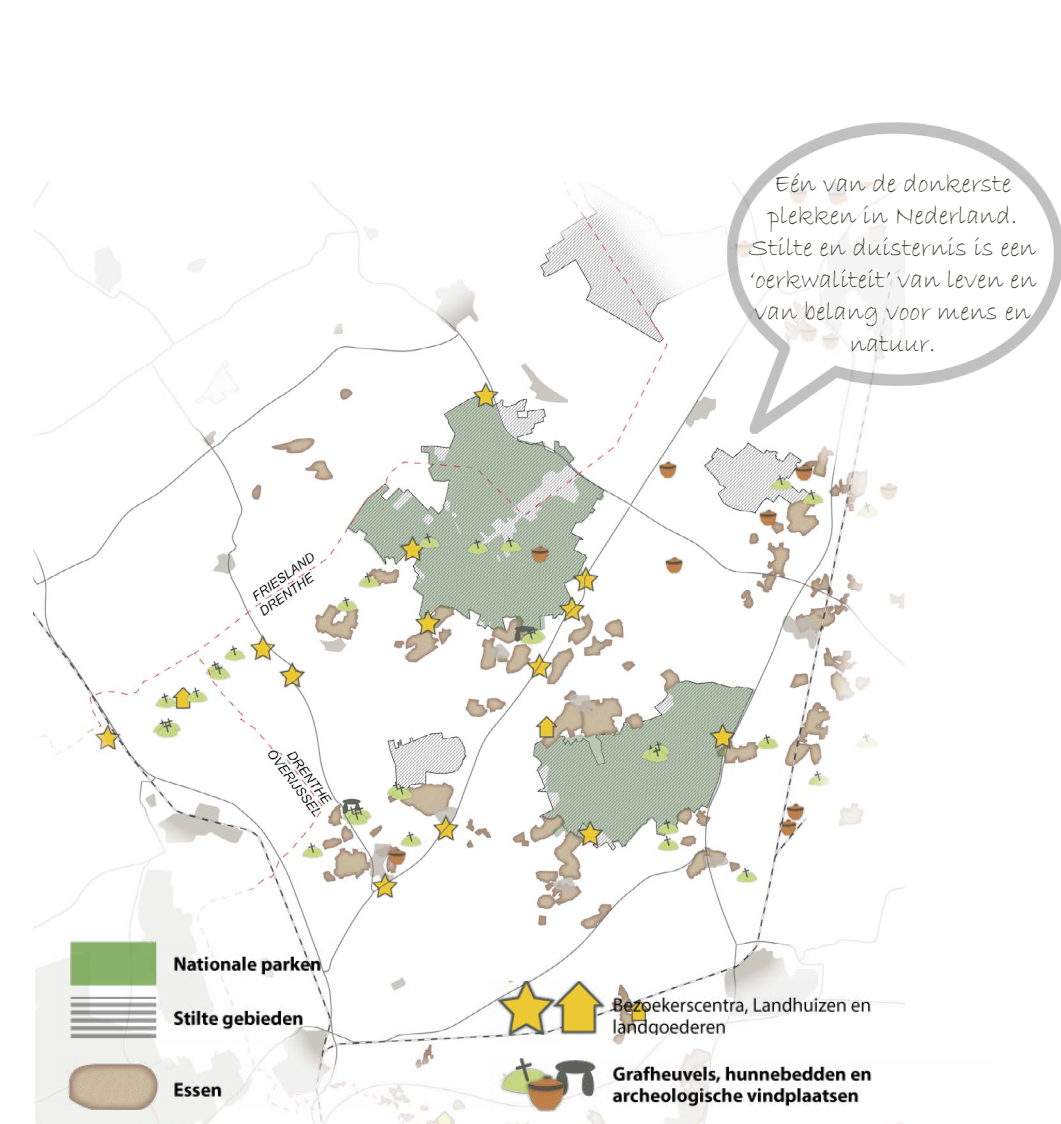 Eén van de donkerste
plekken in Nederland.
Stilte en duisternis is een
‘oerkwaliteit’ van leven en
van belang voor mens en
natuur.
FRIESLAND
DRENTHE
DRENTHE
OVERIJSSEL
Nationale parken
Stilte gebieden
Essen
Bezoekerscentra, Landhuizen en
landgoederen
Grafheuvels, hunnebedden en
archeologische vindplaatsen